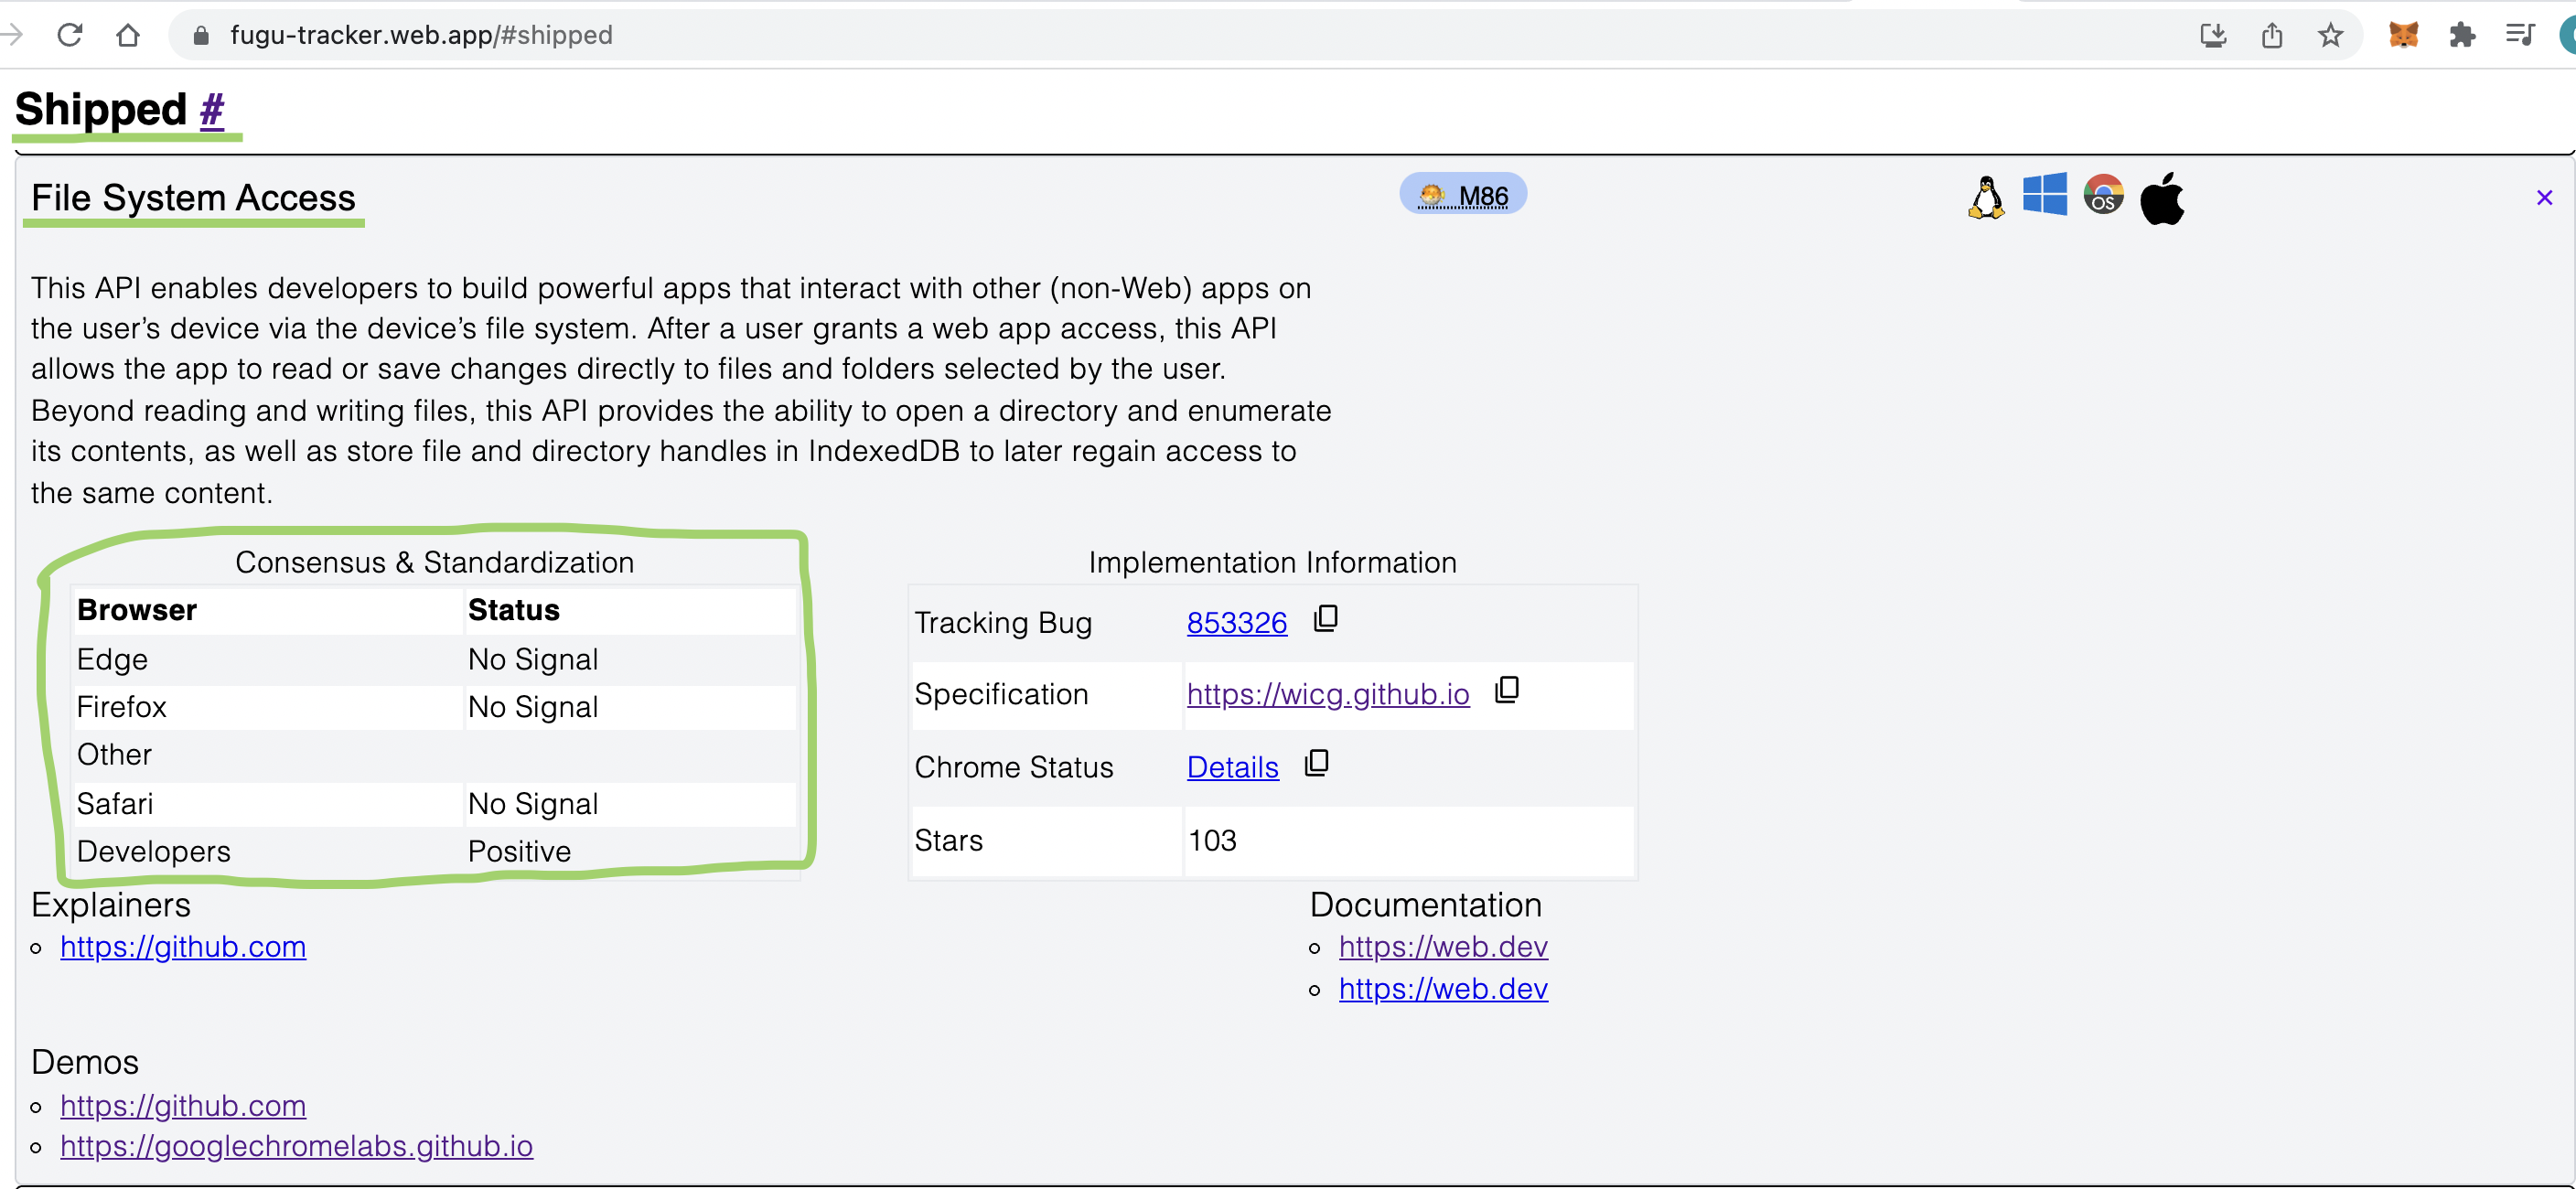 fugu-tracker.web.app/#shipped
Shipped #
File System Access
M86
OS
This API enables developers to build powerful apps that interact with other (non-Web) apps on
the user’s device via the device’s file system. After a user grants a web app access, this API
allows the app to read or save changes directly to files and folders selected by the user.
Beyond reading and writing files, this API provides the ability to open a directory and enumerate
its contents, as well as store file and directory handles in IndexedDB to later regain access to
the same content.
Consensus & Standardization
Browser Status
Edge No Signal
Firefox No Signal
Other
Safari No Signal
Developers Positive
Implementation Information
Tracking Bug 853326
Specification https://wicg.github.io
Chrome Status Details
Stars 103
Explainers
https://github.com
Documentation
https://web.dev
https://web.dev
Demos
https://github.com
https://googlechromelabs.github.io